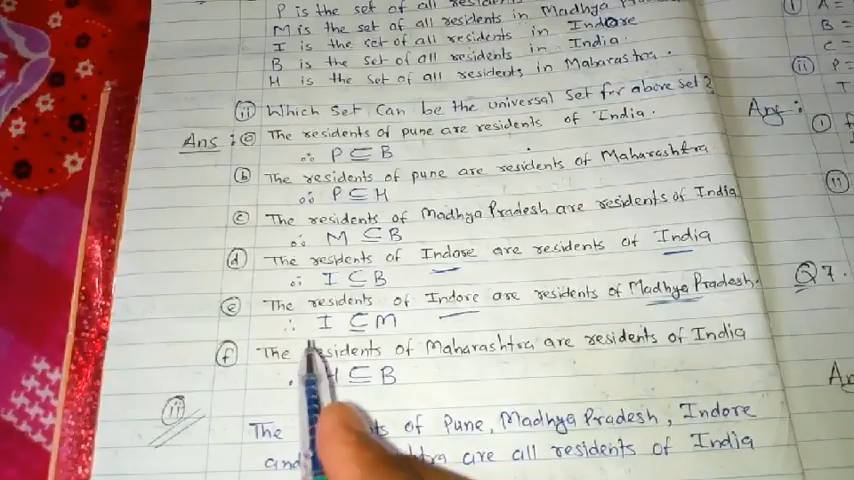 P is the set of all residents in
M is the set of all residents in Madhya Pradesh
I is the set of all residents in Indore
B is the set of all residents in India.
H is the set of all residents in Maharastra.
(ii) Which set can be the universal set for above set?
Ans: (a) The residents of pune are residents of India.
∴ P ⊆ B
(b) The residents of pune are residents of Maharashtra
∴ P ⊆ H
(c) The residents of Madhya Pradesh are residents of India
∴ M ⊆ B
(d) The residents of Indore are residents of India
∴ I ⊆ B
(e) The residents of Indore are residents of Madhya Pradesh.
∴ I ⊆ M
(f) The residents of Maharashtra are residents of India
H ⊆ B
(iii)
The of Pune, Madhya Pradesh, Indore
are all residents of India
(i) A =
B =
C =
(ii) P =
Ans:
(i)
(ii)
Q 7.
An